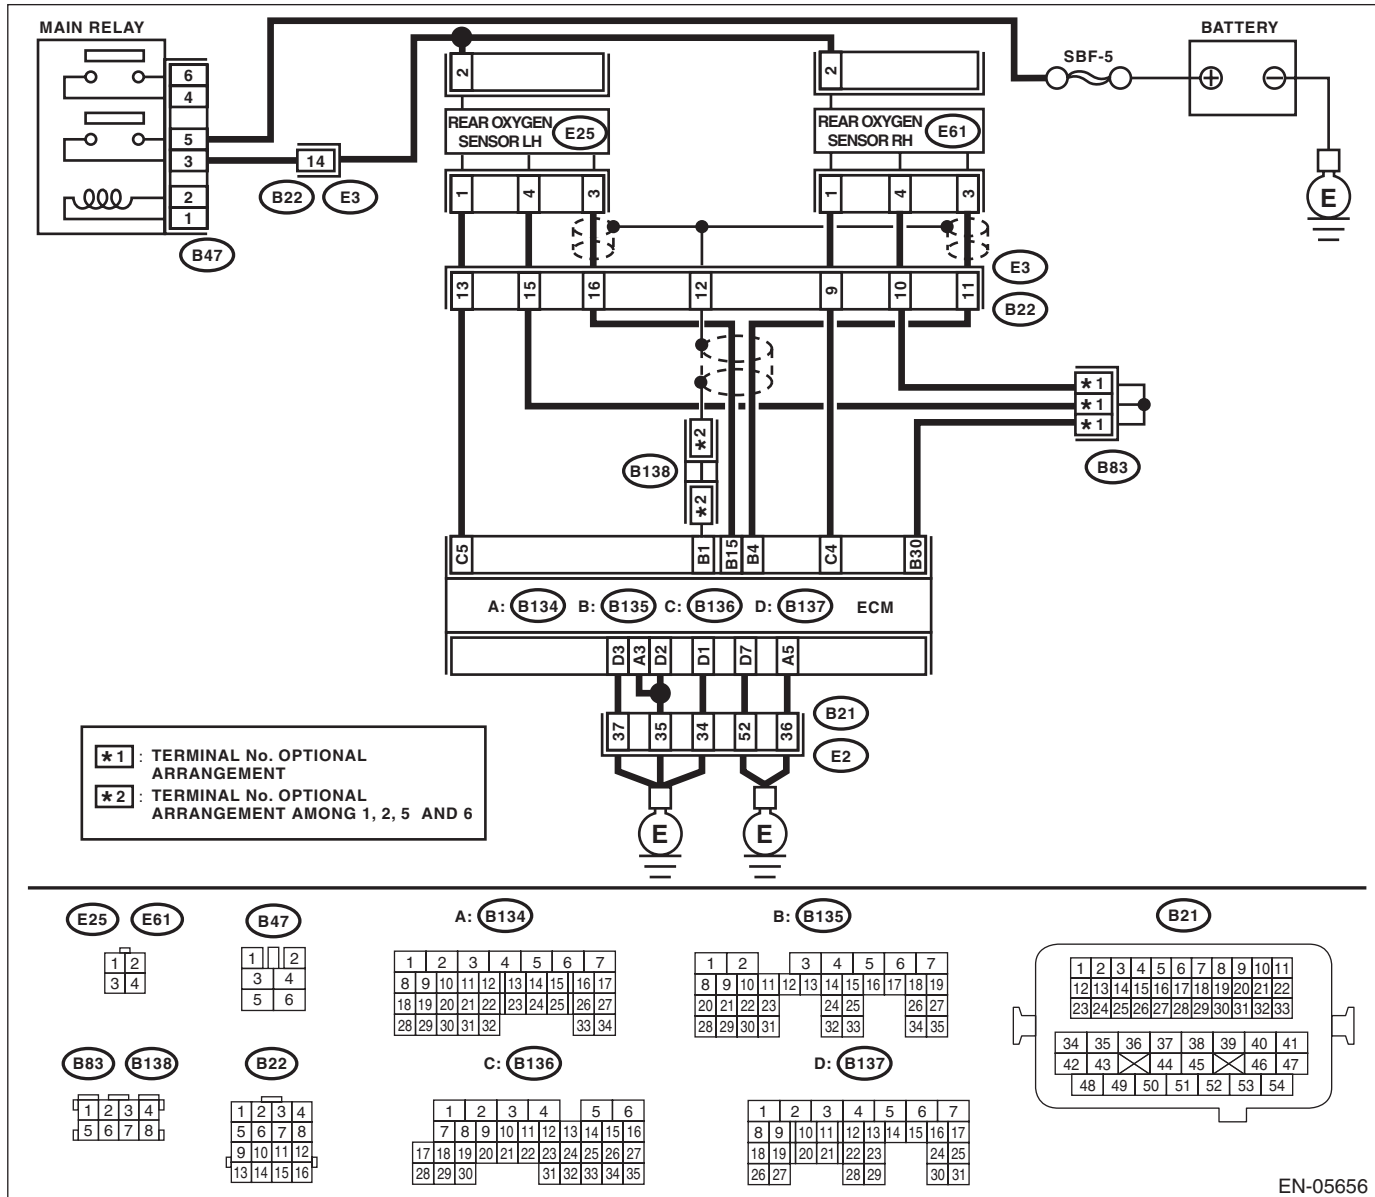 MAIN RELAY
BATTERY
SBF-5
6
4
5
3
2
1
B47
14
B22 E3
2
2
REAR OXYGEN
SENSOR LH
E25
REAR OXYGEN
SENSOR RH
E61
E
1 4 3
1 4 3
13 15 16 12 9 10 11
E3
B22
*1
*1
*1
B83
*2
B138
*2
C5 B1 B15 B4 C4 B30
A: B134 B: B135 C: B136 D: B137 ECM
D3 A3 D2 D1 D7 A5
37 35 34 52 36
B21
E2
E E
*1 : TERMINAL No. OPTIONAL
ARRANGEMENT
*2 : TERMINAL No. OPTIONAL
ARRANGEMENT AMONG 1, 2, 5 AND 6
E25 E61
1 2
3 4
B47
1 2
3 4
5 6
A: B134
1 2 3 4 5 6 7
8 9 10 11 12 13 14 15 16 17
18 19 20 21 22 23 24 25 26 27
28 29 30 31 32 33 34
B: B135
1 2 3 4 5 6 7
8 9 10 11 12 13 14 15 16 17 18 19
20 21 22 23 24 25 26 27
28 29 30 31 32 33 34 35
B21
1 2 3 4 5 6 7 8 9 10 11
12 13 14 15 16 17 18 19 20 21 22
23 24 25 26 27 28 29 30 31 32 33
34 35 36 37 38 39 40 41
42 43 44 45 46 47
48 49 50 51 52 53 54
B83 B138
1 2 3 4
5 6 7 8
B22
1 2 3 4
5 6 7 8
9 10 11 12
13 14 15 16
C: B136
1 2 3 4 5 6
7 8 9 10 11 12 13 14 15 16
17 18 19 20 21 22 23 24 25 26 27
28 29 30 31 32 33 34 35
D: B137
1 2 3 4 5 6 7
8 9 10 11 12 13 14 15 16 17
18 19 20 21 22 23 24 25
26 27 28 29 30 31
EN-05656